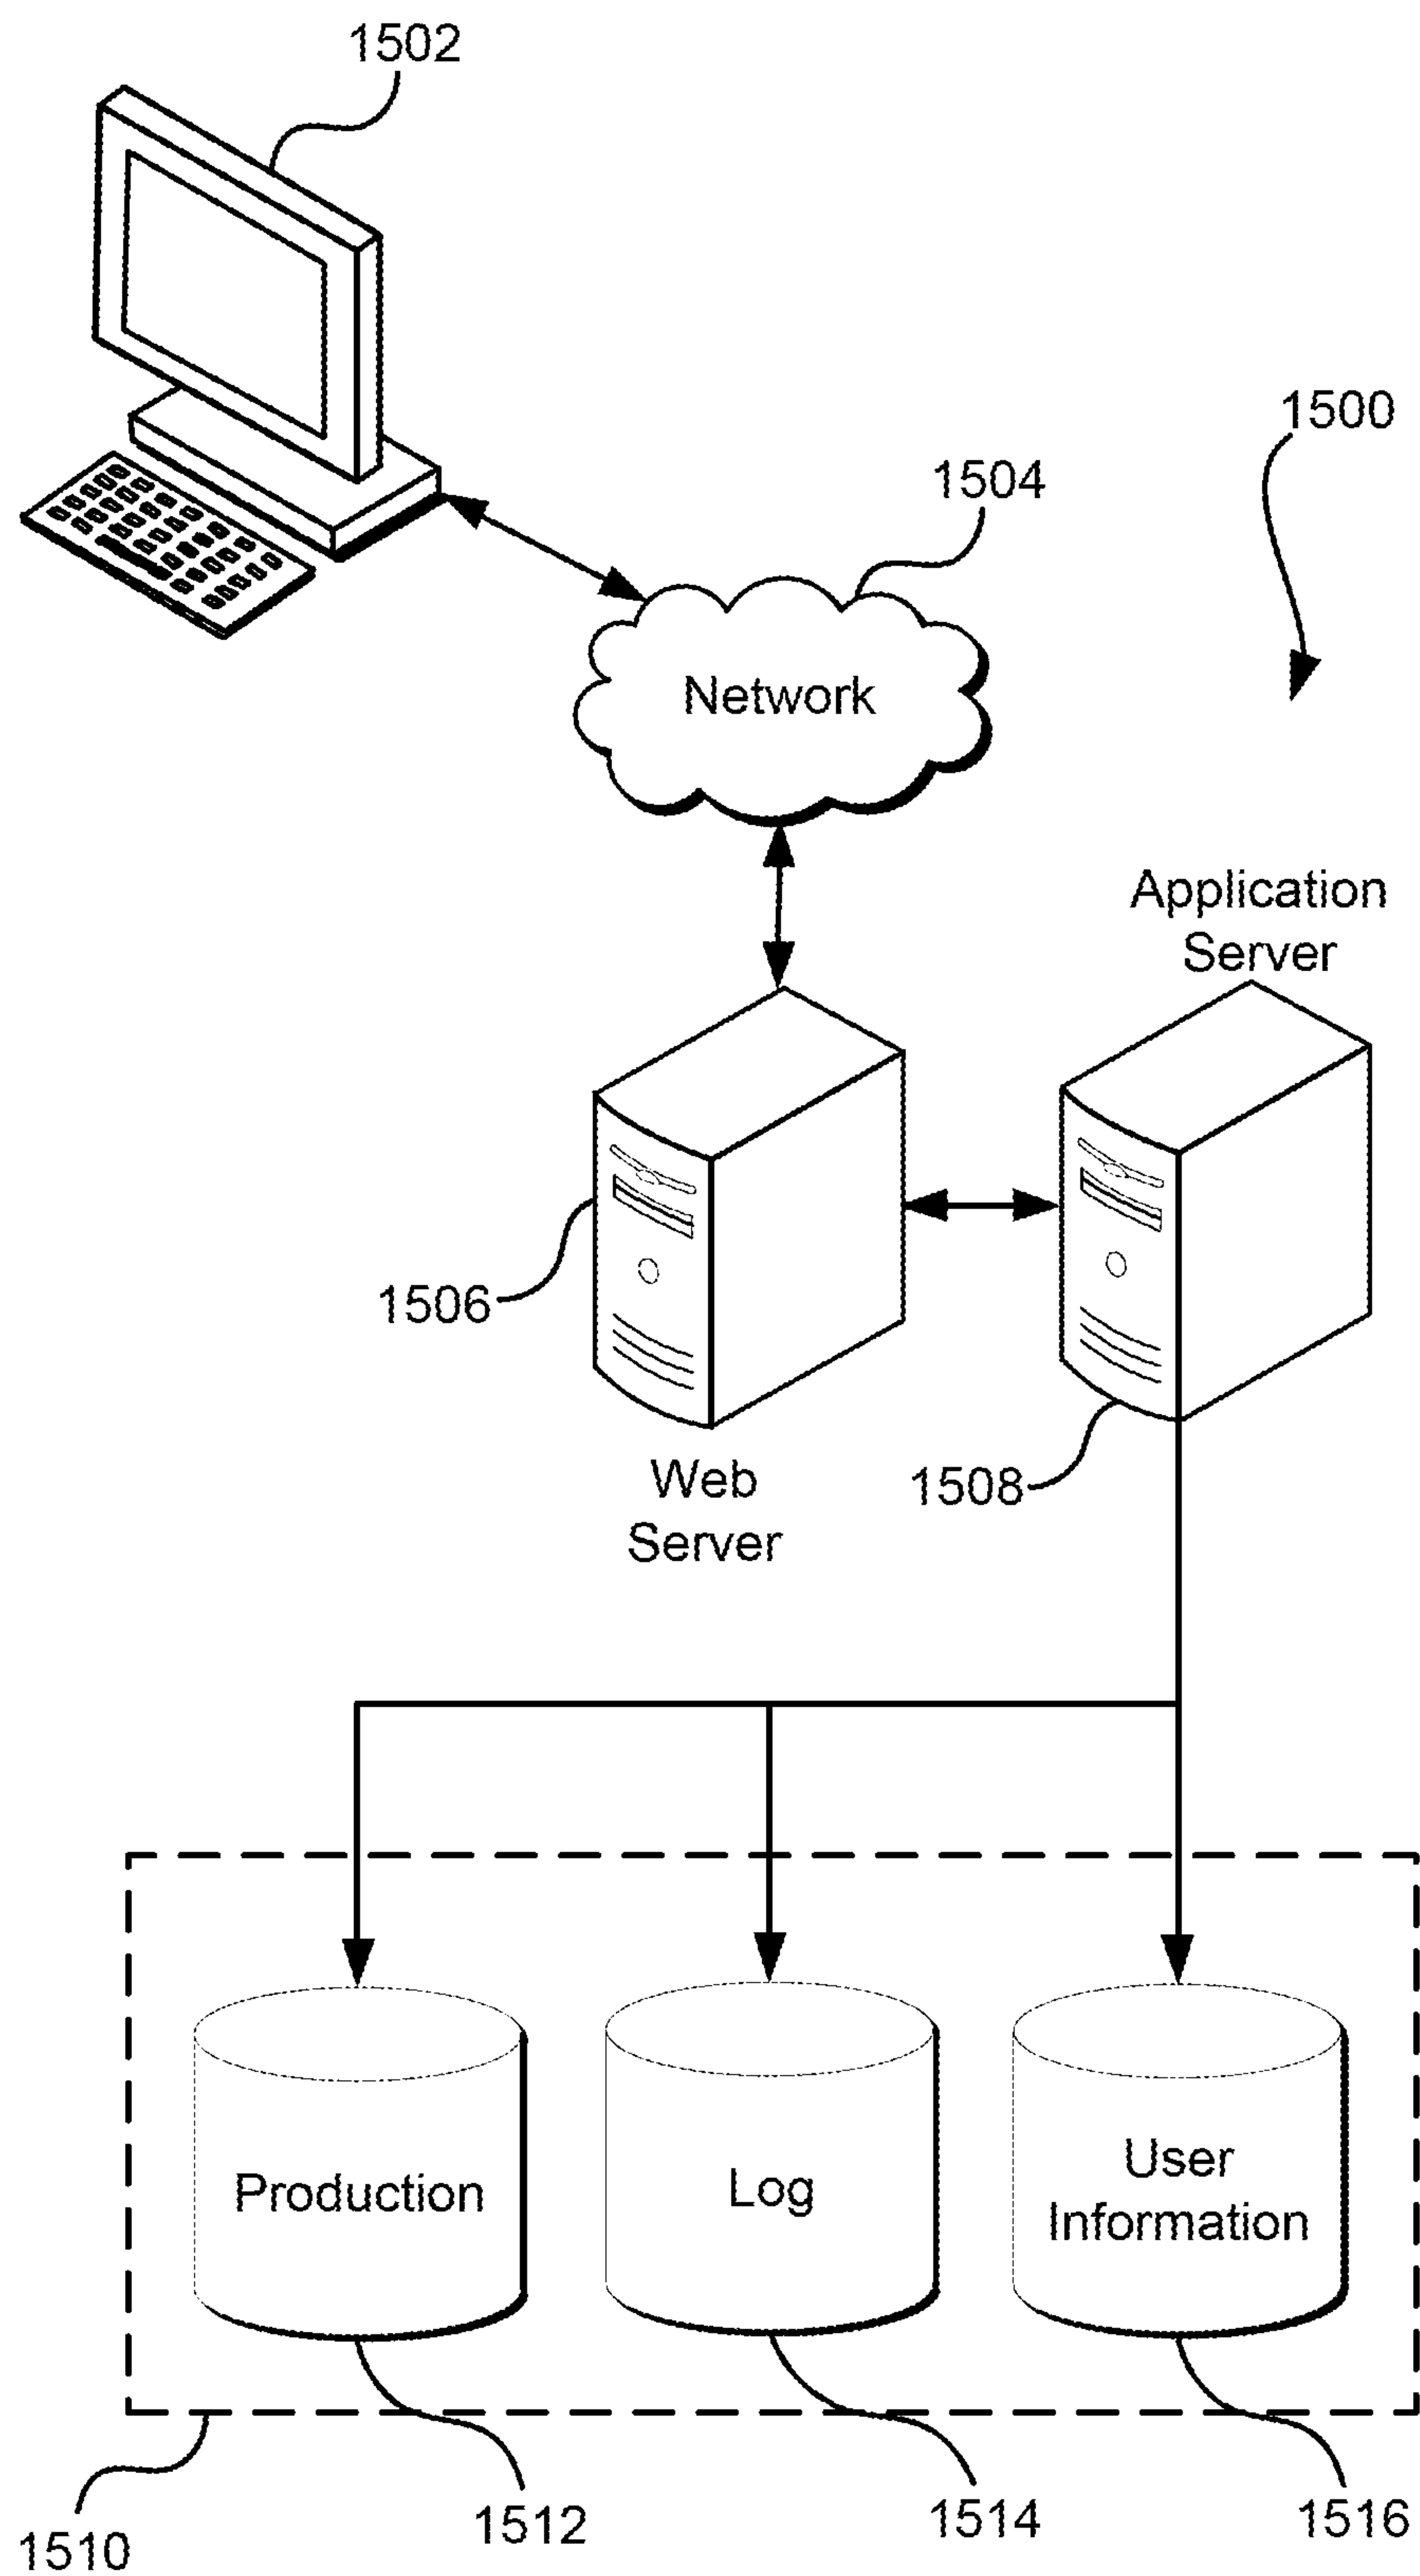 1502
1500
1504
Network
Application
Server
1506
Web
Server
1508
Production
Log
User
Information
1510
1512
1514
1516